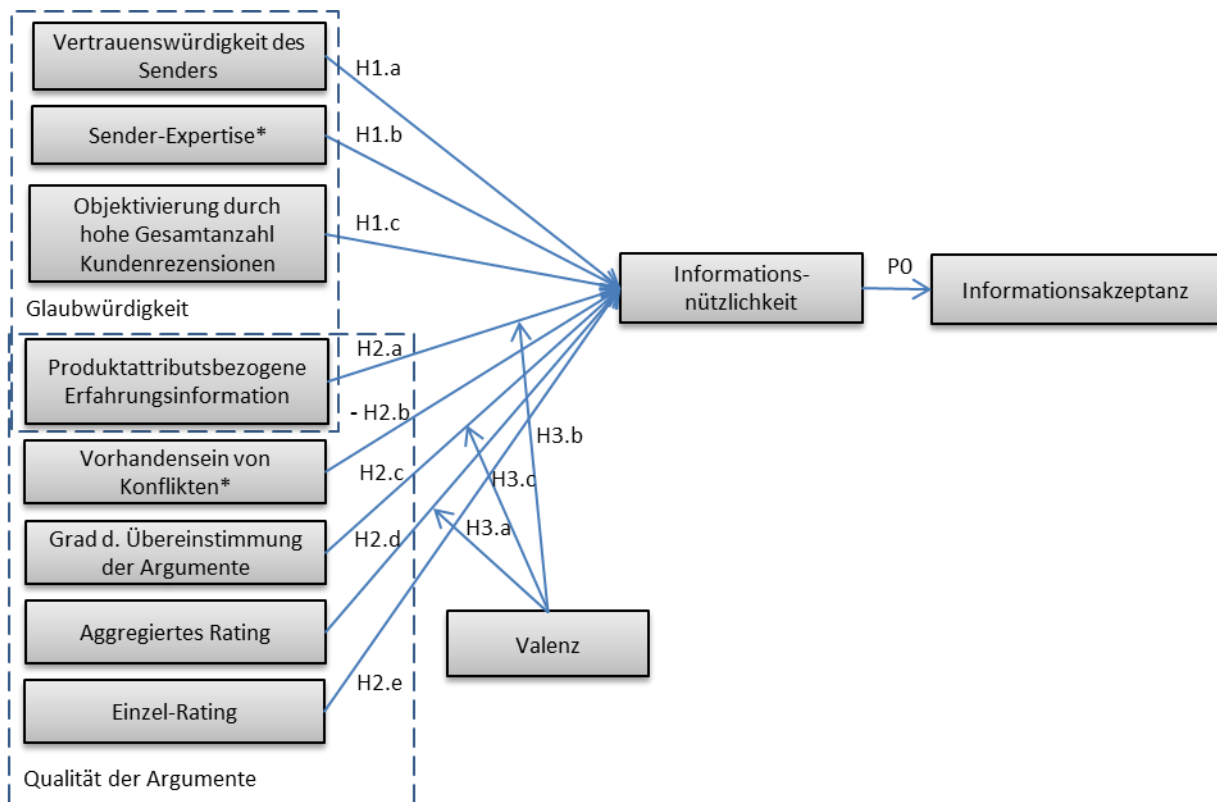 Vertrauenswürdigkeit des
Senders
H1.a
Sender-Expertise*
H1.b
Objektivierung durch
hohe Gesamtanzahl
Kundenrezensionen
H1.c
Glaubwürdigkeit
Informations-
nützlichkeit
P0
Informationsakzeptanz
Produktattributsbezogene
Erfahrungsinformation
H2.a
- H2.b
Vorhandensein von
Konflikten*
H2.c
Grad d. Übereinstimmung
der Argumente
H2.d
Aggregiertes Rating
Einzel-Rating
H2.e
Qualität der Argumente
H3.b
H3.c
H3.a
Valenz